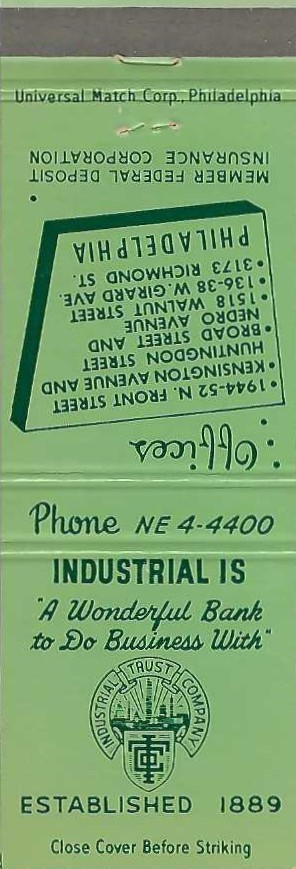 Universal Match Corp., Philadelphia
Offices:
• 1944-52 N. FRONT STREET
• KENSINGTON AVENUE AND
HUNTINGDON STREET
• BROAD STREET AND
NEDRO AVENUE
• 1518 WALNUT STREET
• 136-38 W. GIRARD AVE.
• 3173 RICHMOND ST.
PHILADELPHIA
MEMBER FEDERAL DEPOSIT
INSURANCE CORPORATION
Phone NE 4-4400
INDUSTRIAL IS
"A Wonderful Bank
to Do Business With"
INDUSTRIAL TRUST COMPANY
ITC
ESTABLISHED 1889
Close Cover Before Striking